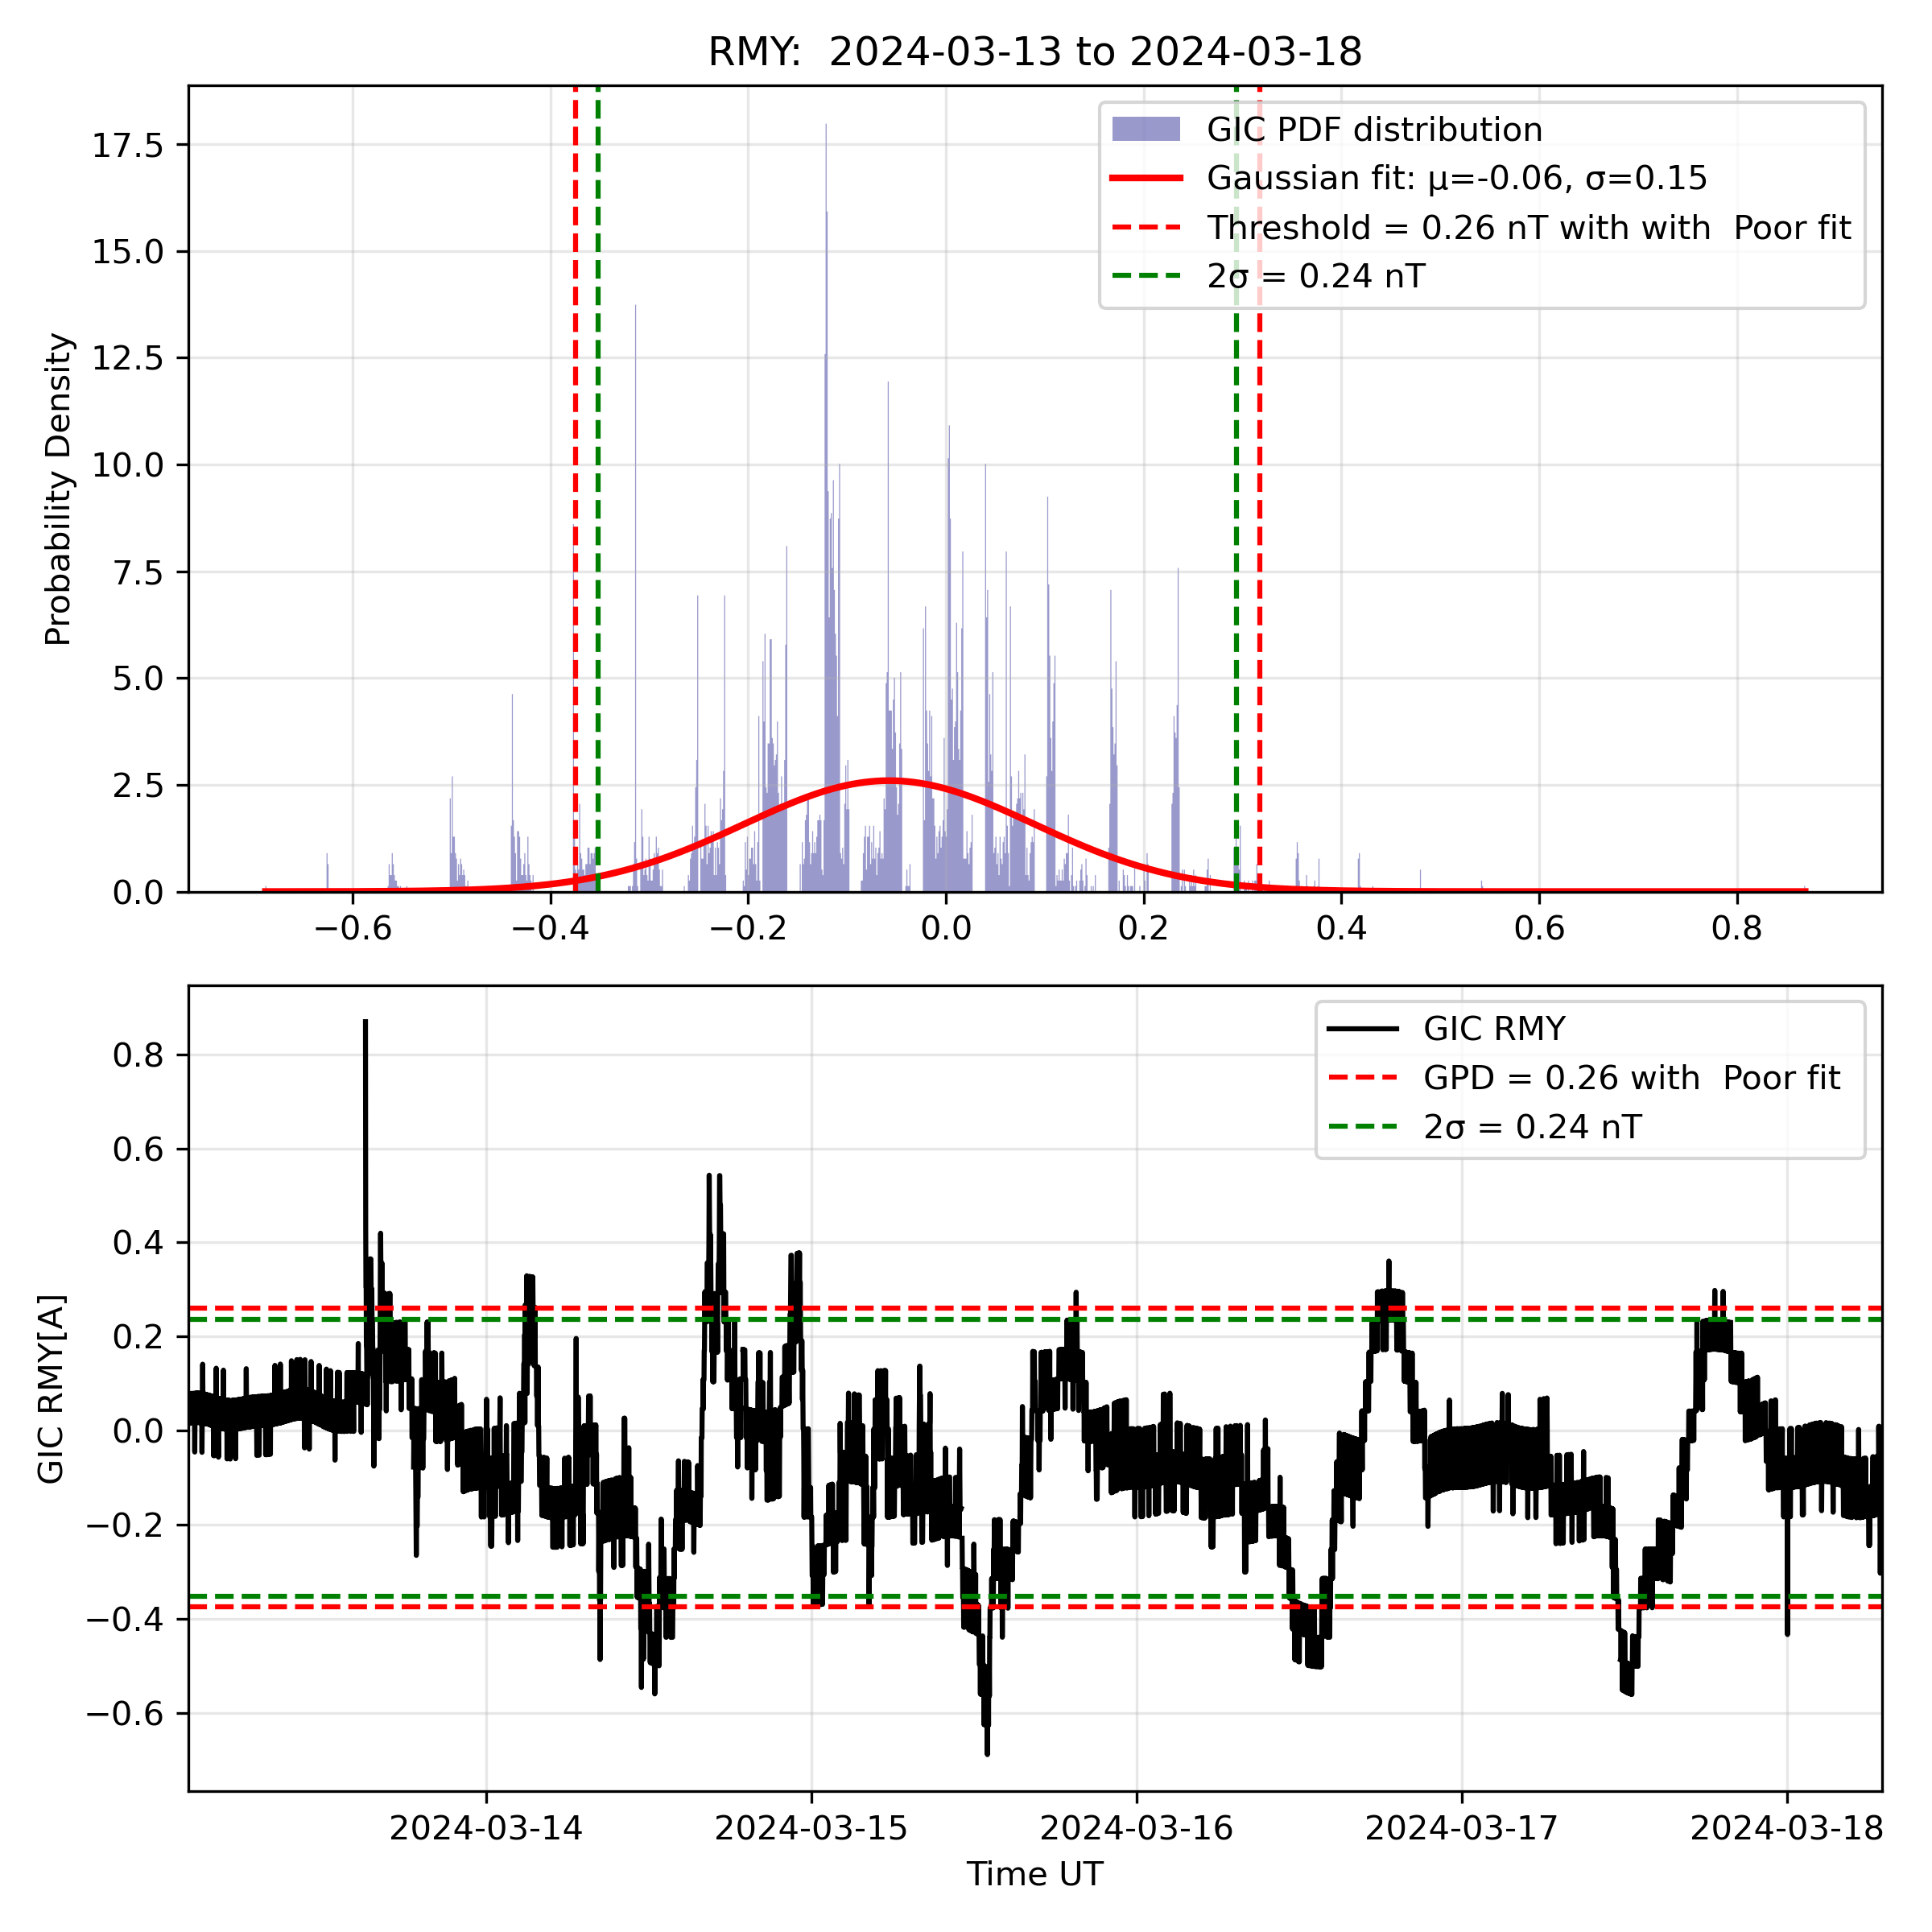 RMY:  2024-03-13 to 2024-03-18
Probability Density
17.5
15.0
12.5
10.0
7.5
5.0
2.5
0.0
GIC PDF distribution
Gaussian fit: μ=-0.06, σ=0.15
Threshold = 0.26 nT with with  Poor fit
2σ = 0.24 nT
−0.6 −0.4 −0.2 0.0 0.2 0.4 0.6 0.8
GIC RMY[A]
0.8
0.6
0.4
0.2
0.0
−0.2
−0.4
−0.6
GIC RMY
GPD = 0.26 with  Poor fit
2σ = 0.24 nT
2024-03-14 2024-03-15 2024-03-16 2024-03-17 2024-03-18
Time UT